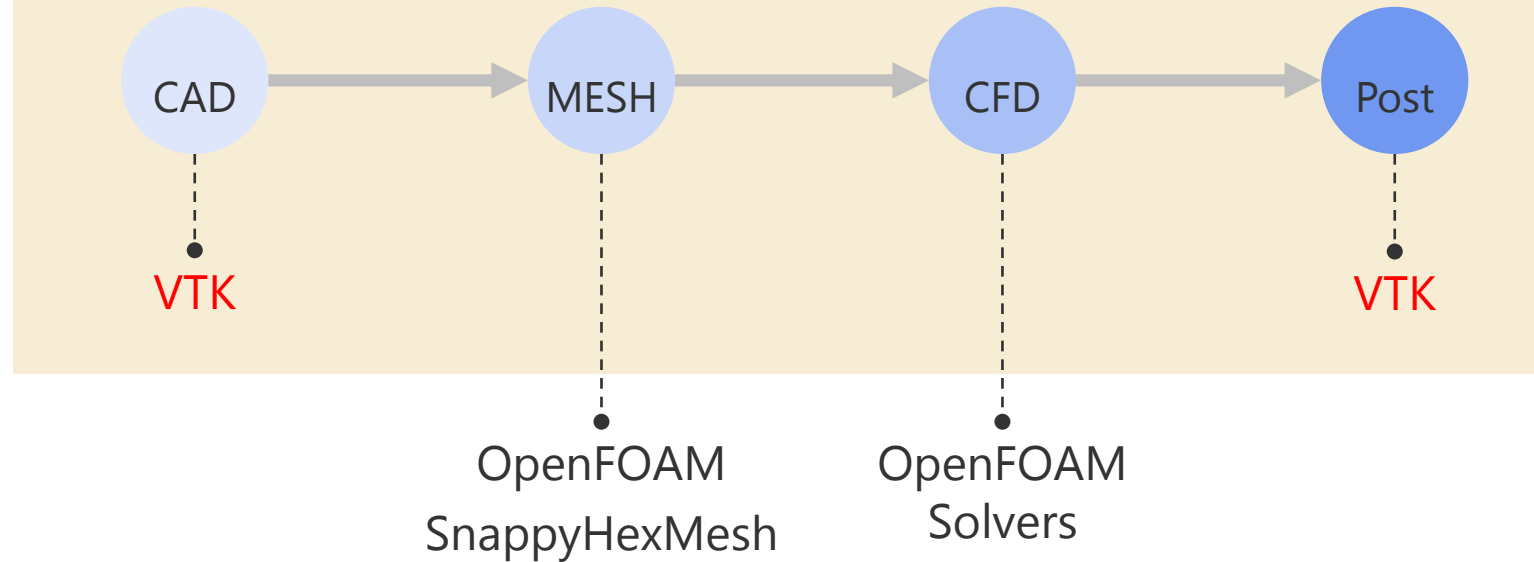 CAD
MESH
CFD
Post
VTK
VTK
OpenFOAM
SnappyHexMesh
OpenFOAM
Solvers